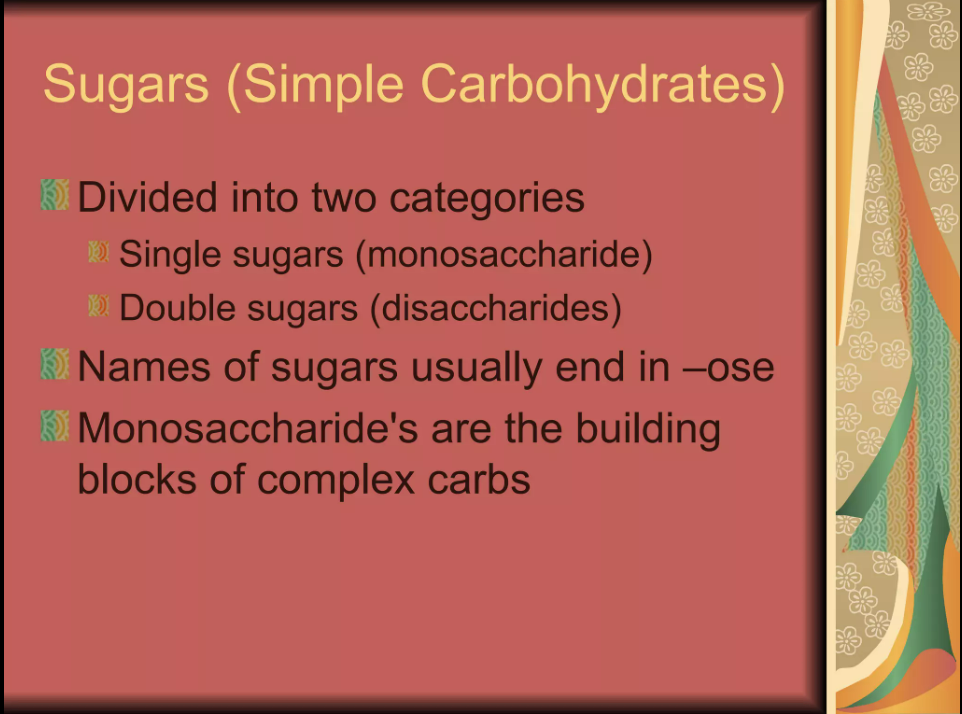 Sugars (Simple Carbohydrates)
Divided into two categories
Single sugars (monosaccharide)
Double sugars (disaccharides)
Names of sugars usually end in –ose
Monosaccharide's are the building
blocks of complex carbs